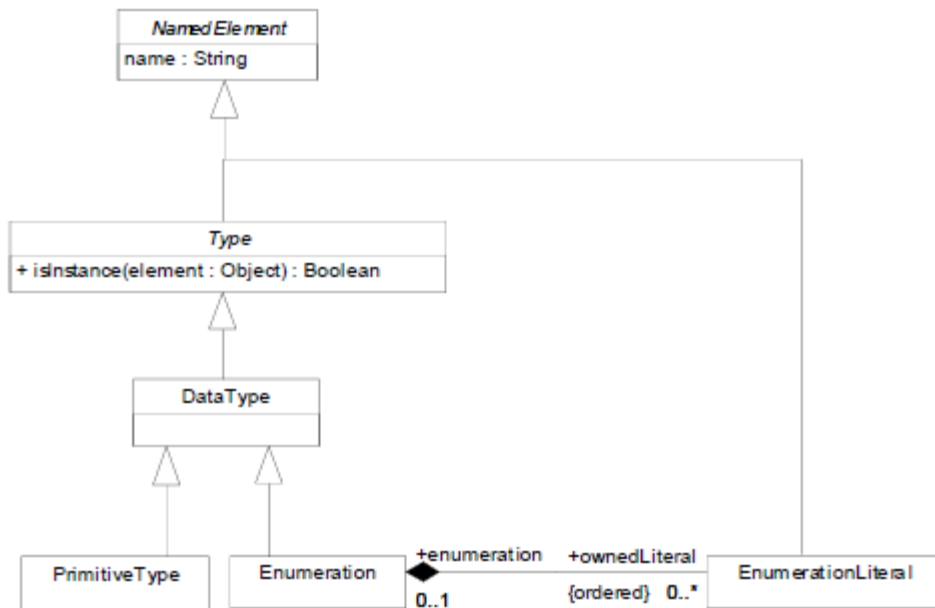 NamedElement
name : String
Type
+ isInstance(element : Object) : Boolean
DataType
PrimitiveType
Enumeration
+enumeration
0..1
+ownedLiteral
{ordered} 0..*
EnumerationLiteral